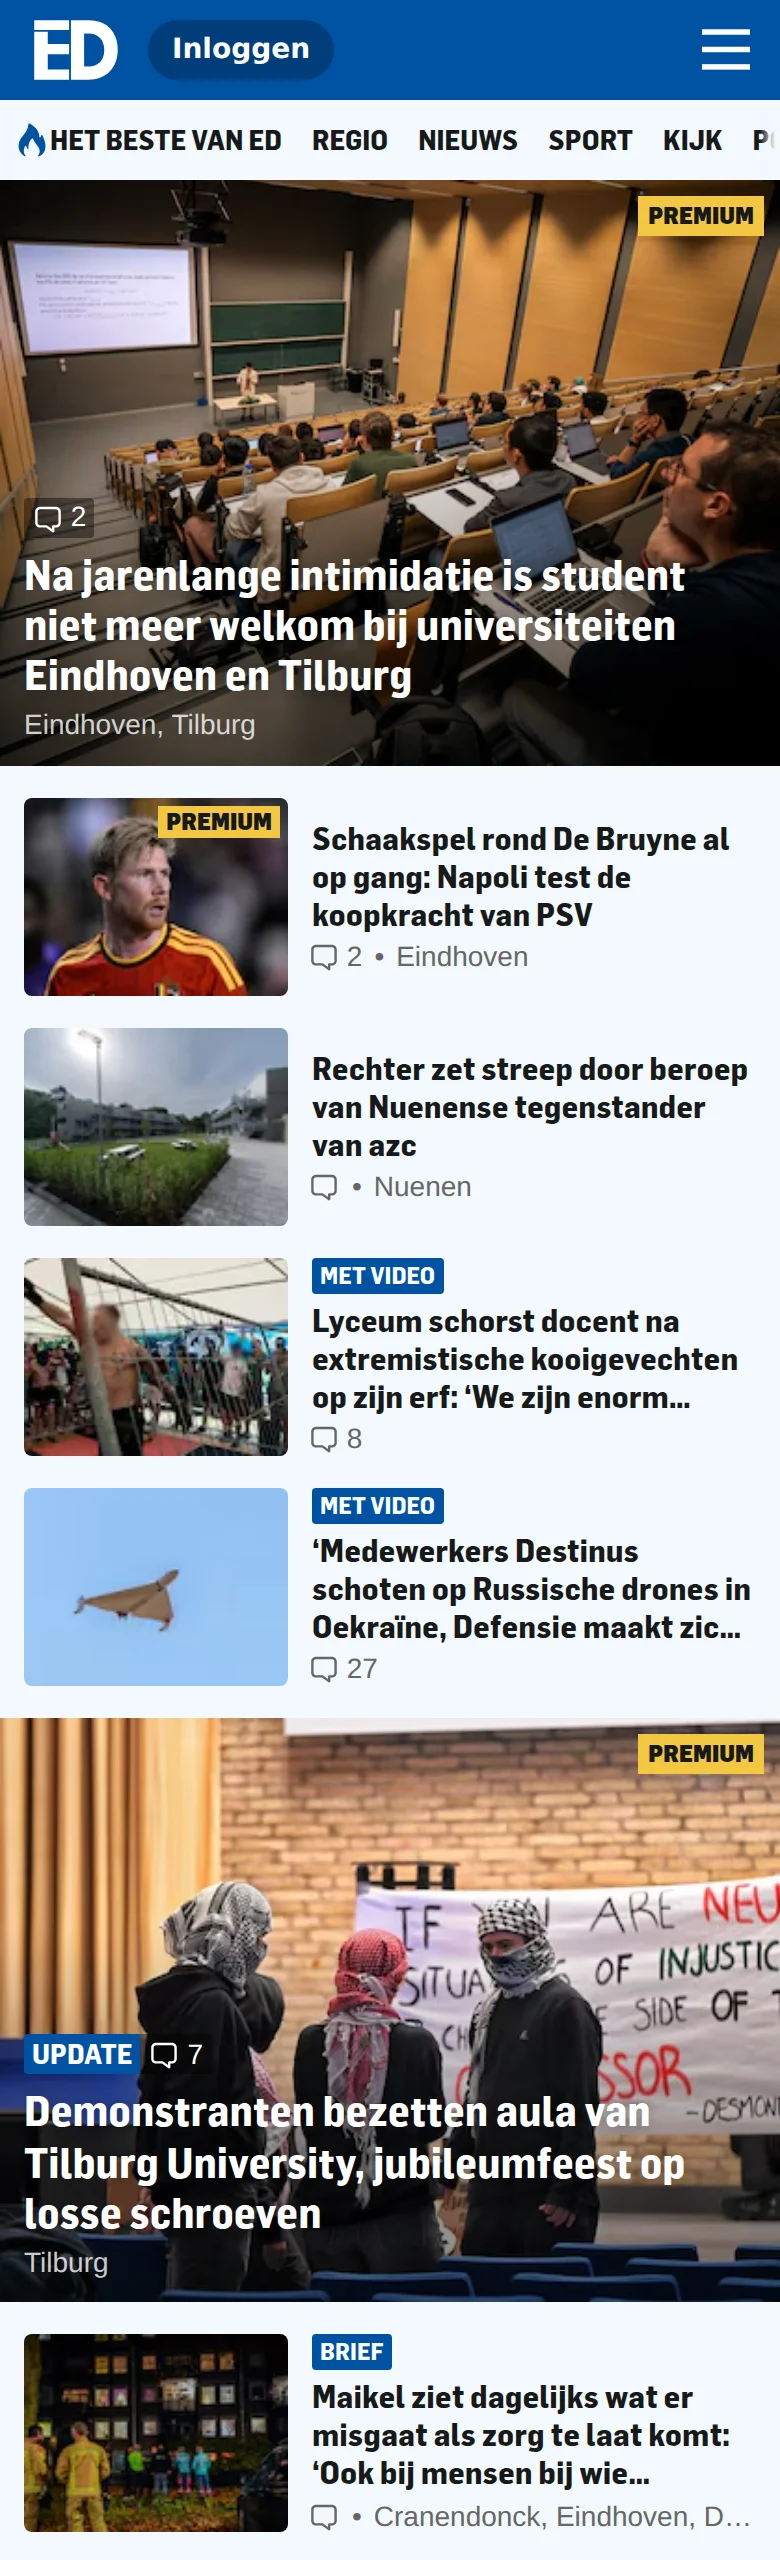 ED Inloggen
HET BESTE VAN ED REGIO NIEUWS SPORT KIJK
PREMIUM
2
Na jarenlange intimidatie is student
niet meer welkom bij universiteiten
Eindhoven en Tilburg
Eindhoven, Tilburg
PREMIUM
Schaakspel rond De Bruyne al
op gang: Napoli test de
koopkracht van PSV
2 • Eindhoven
Rechter zet streep door beroep
van Nuenense tegenstander
van azc
• Nuenen
MET VIDEO
Lyceum schorst docent na
extremistische kooigevechten
op zijn erf: ‘We zijn enorm...
8
MET VIDEO
‘Medewerkers Destinus
schoten op Russische drones in
Oekraïne, Defensie maakt zic...
27
PREMIUM
IF ARE NEU
SITUA OF INJUSTIC
SIDE OF
SSOR
-DESMON
UPDATE 7
Demonstranten bezetten aula van
Tilburg University, jubileumfeest op
losse schroeven
Tilburg
BRIEF
Maikel ziet dagelijks wat er
misgaat als zorg te laat komt:
‘Ook bij mensen bij wie...
• Cranendonck, Eindhoven, D...